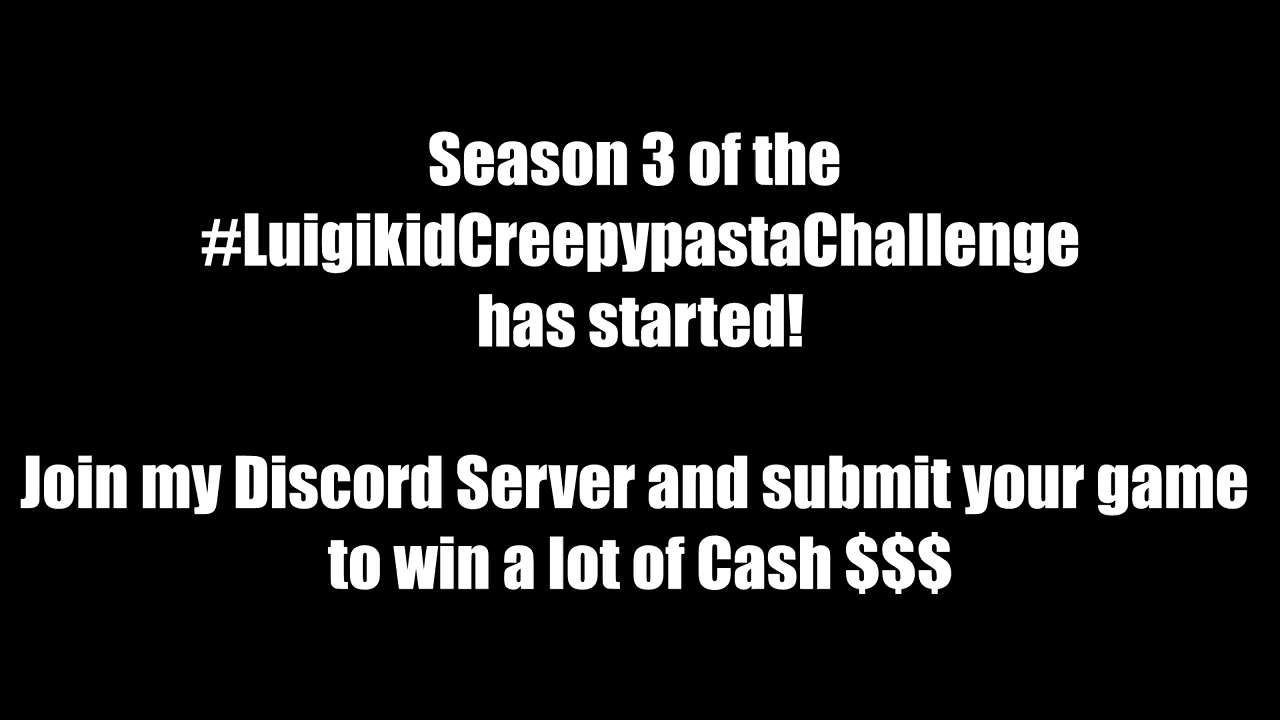 Season 3 of the
#LuigikidCreepypastaChallenge
has started!
Join my Discord Server and submit your game
to win a lot of Cash $$$